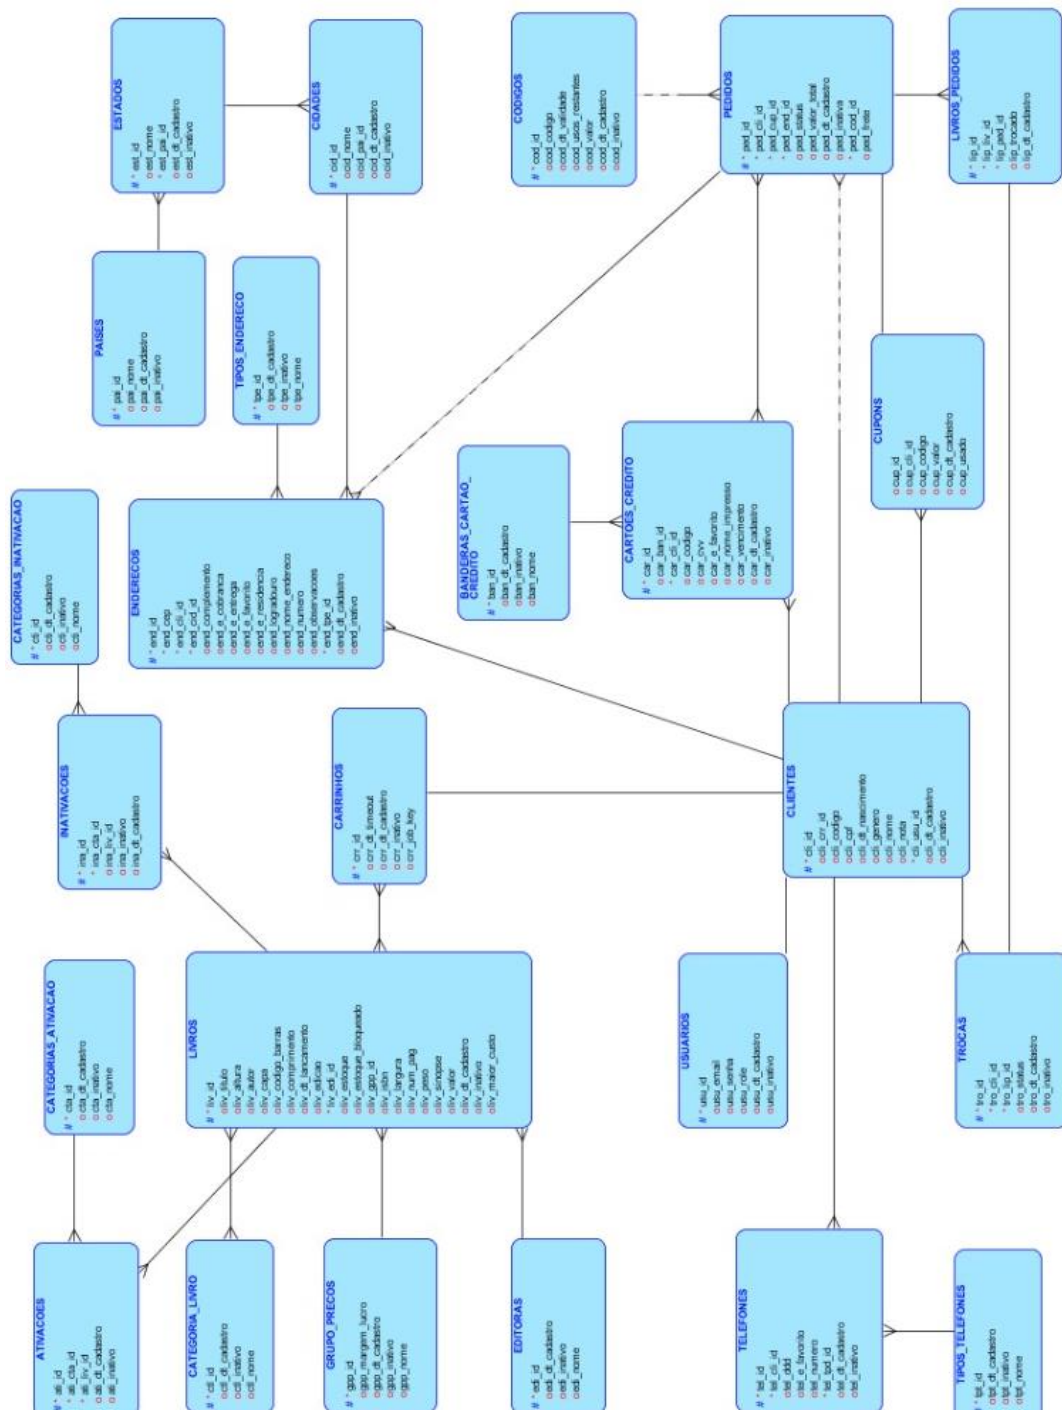 ATIVACOES
# * ati_id
* ati_cta_id
* ati_liv_id
o ati_dt_cadastro
o ati_inativo
CATEGORIAS_ATIVACAO
# * cta_id
o cta_dt_cadastro
o cta_inativo
o cta_nome
INATIVACOES
# * ina_id
* ina_cta_id
o ina_liv_id
o ina_inativo
o ina_dt_cadastro
CATEGORIAS_INATIVACAO
# * cti_id
o cti_dt_cadastro
o cti_inativo
o cti_nome
PAISES
# * pai_id
o pai_nome
o pai_dt_cadastro
o pai_inativo
ESTADOS
# * est_id
o est_nome
* est_pai_id
o est_dt_cadastro
o est_inativo
CATEGORIA_LIVRO
# * ctl_id
o ctl_dt_cadastro
o ctl_inativo
o ctl_nome
LIVROS
# * liv_id
o liv_titulo
o liv_altura
o liv_autor
o liv_capa
o liv_codigo_barras
o liv_comprimento
o liv_dt_lancamento
o liv_edicao
* liv_edi_id
o liv_estoque
o liv_estoque_bloqueado
o liv_gpp_id
o liv_isbn
o liv_largura
o liv_num_pag
o liv_peso
o liv_sinopse
o liv_valor
o liv_dt_cadastro
o liv_inativo
o liv_maior_custo
ENDERECOS
# * end_id
* end_cep
* end_cli_id
* end_cid_id
o end_complemento
o end_e_cobranca
o end_e_entrega
o end_e_favorito
o end_e_residencia
o end_logradouro
o end_nome_endereco
o end_numero
o end_observacoes
* end_tpe_id
o end_dt_cadastro
o end_inativo
TIPOS_ENDERECO
# * tpe_id
o tpe_dt_cadastro
o tpe_inativo
o tpe_nome
CIDADES
# * cid_id
o cid_nome
o cid_pai_id
o cid_dt_cadastro
o cid_inativo
GRUPO_PRECOS
# * gpp_id
o gpp_margem_lucro
o gpp_dt_cadastro
o gpp_inativo
o gpp_nome
CARRINHOS
# * crr_id
o crr_dt_timeout
o crr_dt_cadastro
o crr_inativo
o crr_job_key
EDITORAS
# * edi_id
o edi_dt_cadastro
o edi_inativo
o edi_nome
BANDEIRAS_CARTAO_
CREDITO
# * ban_id
o ban_dt_cadastro
o ban_inativo
o ban_nome
CODIGOS
# * cod_id
o cod_codigo
o cod_dt_validade
o cod_usos_restantes
o cod_valor
o cod_dt_cadastro
o cod_inativo
USUARIOS
# * usu_id
o usu_email
o usu_senha
o usu_role
o usu_dt_cadastro
o usu_inativo
CARTOES_CREDITO
# * car_id
* car_ban_id
* car_cli_id
o car_codigo
o car_cvv
o car_e_favorito
o car_nome_impresso
o car_vencimento
o car_dt_cadastro
o car_inativo
TELEFONES
# * tel_id
* tel_cli_id
o tel_ddd
o tel_e_favorito
o tel_numero
* tel_tpd_id
o tel_dt_cadastro
o tel_inativo
CLIENTES
# * cli_id
o cli_crr_id
o cli_codigo
o cli_cpf
o cli_dt_nascimento
o cli_genero
o cli_nome
o cli_nota
* cli_usu_id
o cli_dt_cadastro
o cli_inativo
PEDIDOS
# * ped_id
* ped_cli_id
* ped_cup_id
* ped_end_id
o ped_status
o ped_valor_total
o ped_dt_cadastro
o ped_inativa
* ped_cod_id
o ped_frete
CUPONS
o cup_id
o cup_cli_id
o cup_codigo
o cup_valor
o cup_dt_cadastro
o cup_usado
TIPOS_TELEFONES
# * tpt_id
o tpt_dt_cadastro
o tpt_inativo
o tpt_nome
TROCAS
# * tro_id
* tro_cli_id
* tro_lip_id
o tro_status
o tro_dt_cadastro
o tro_inativo
LIVROS_PEDIDOS
# * lip_id
* lip_liv_id
* lip_ped_id
o lip_trocado
o lip_dt_cadastro